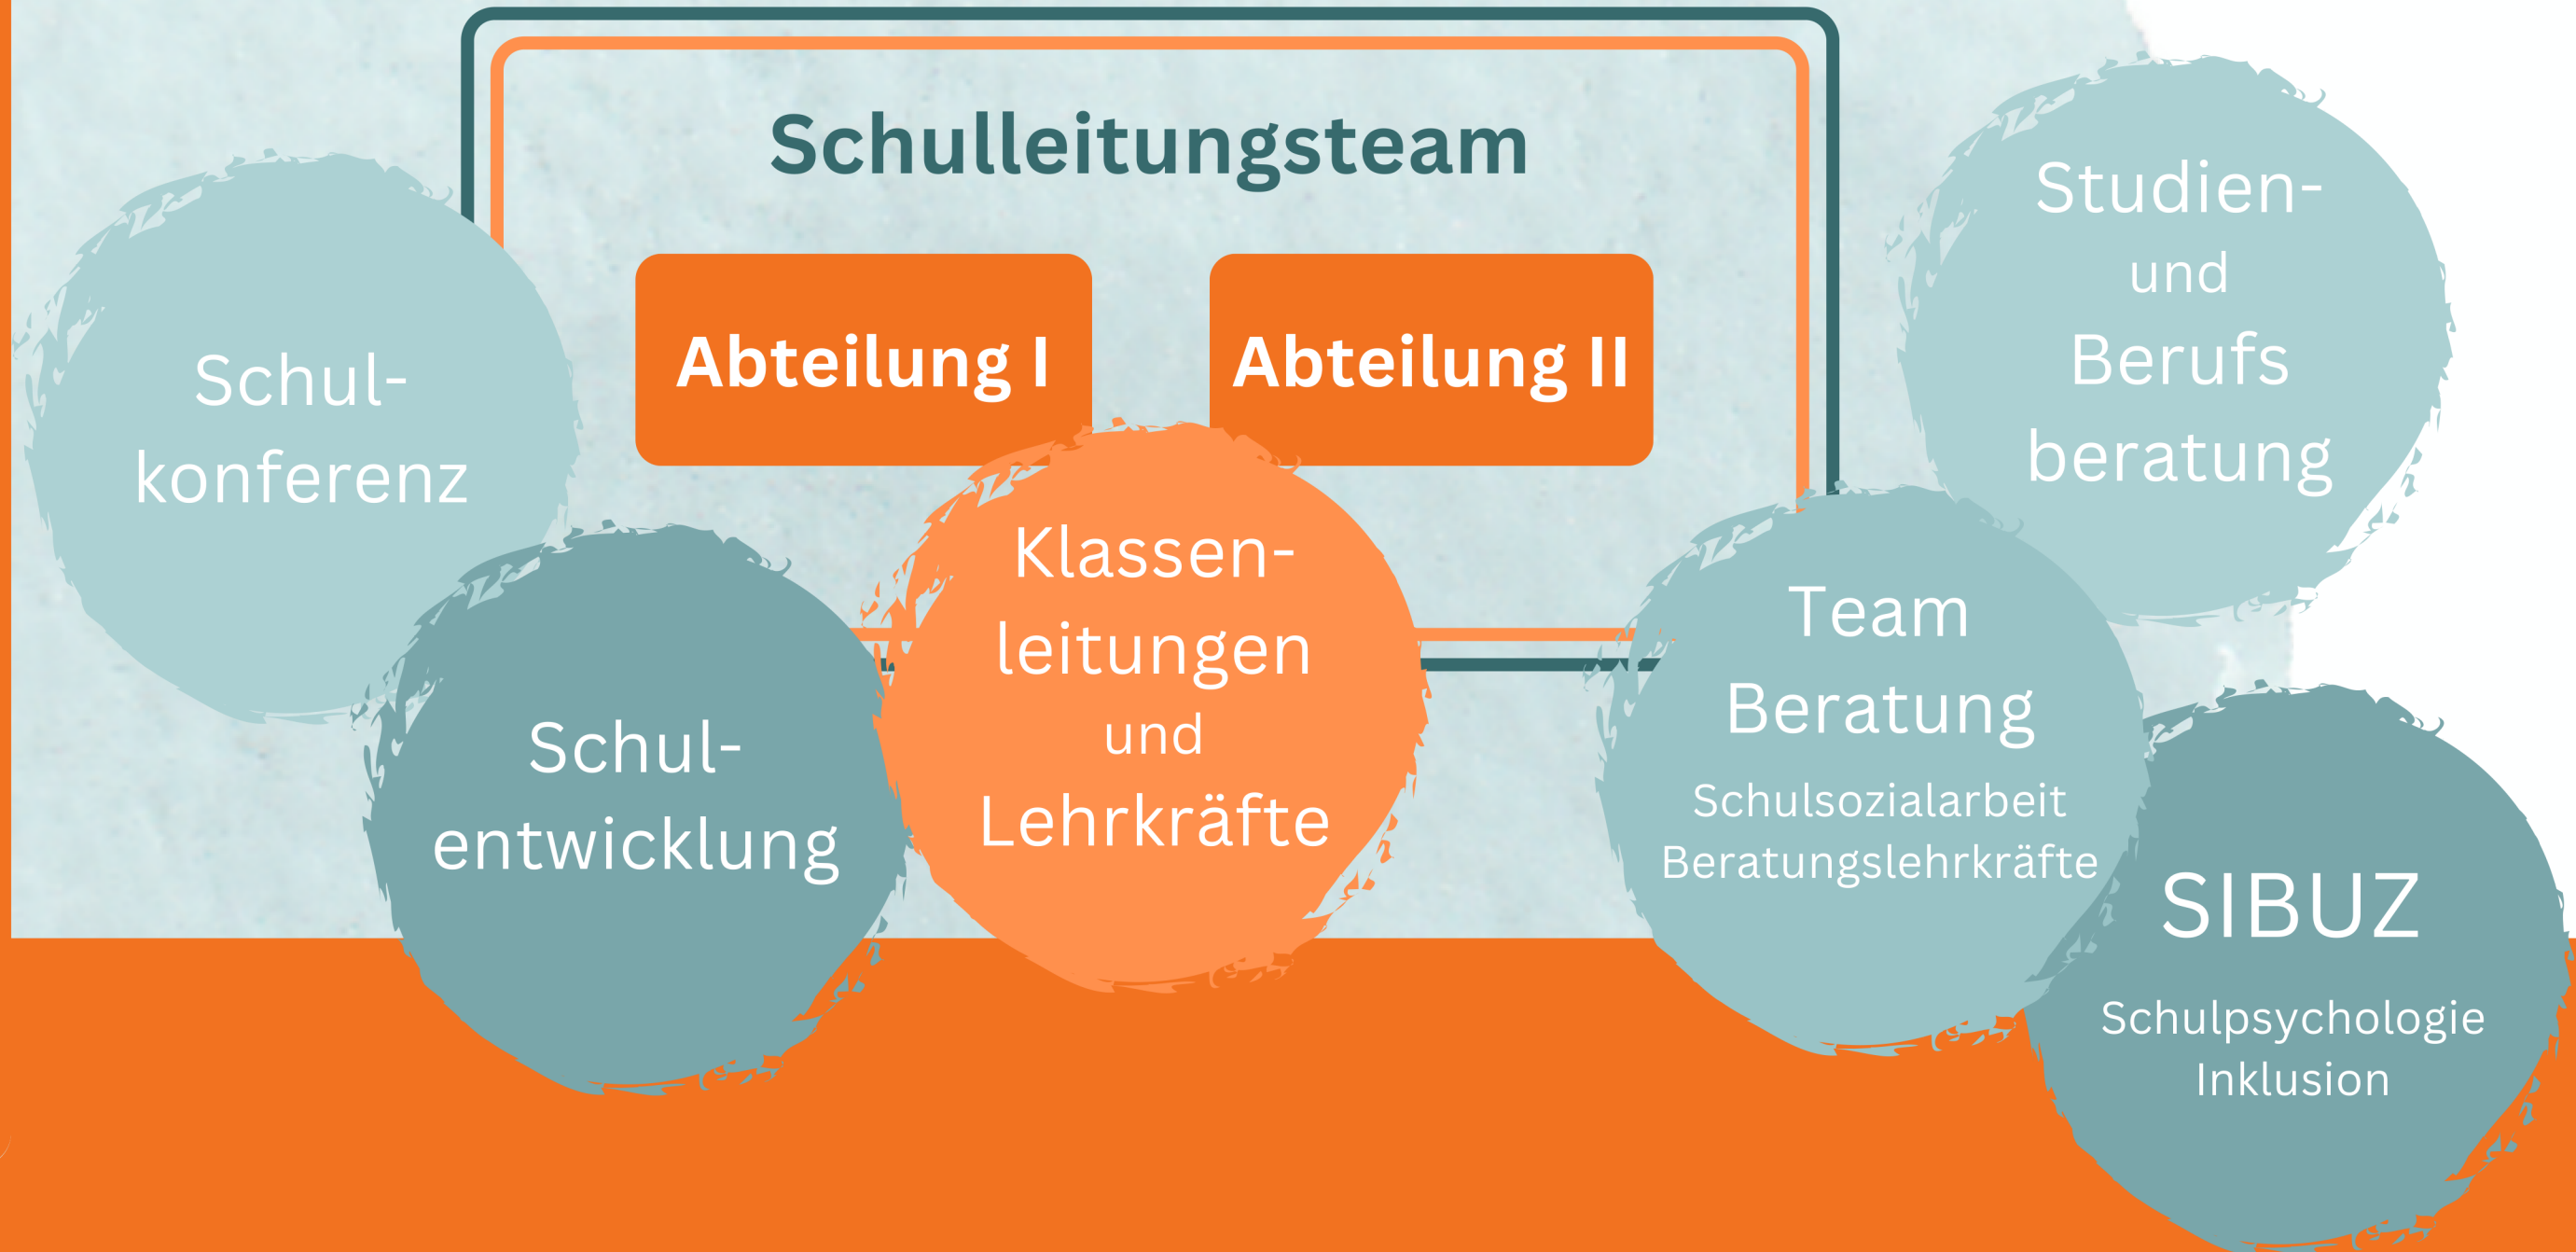 Schulleitungsteam
Abteilung I
Abteilung II
Schul-
konferenz
Schul-
entwicklung
Klassen-
leitungen
und
Lehrkräfte
Team
Beratung
Schulsozialarbeit
Beratungslehrkräfte
Studien-
und
Berufs
beratung
SIBUZ
Schulpsychologie
Inklusion